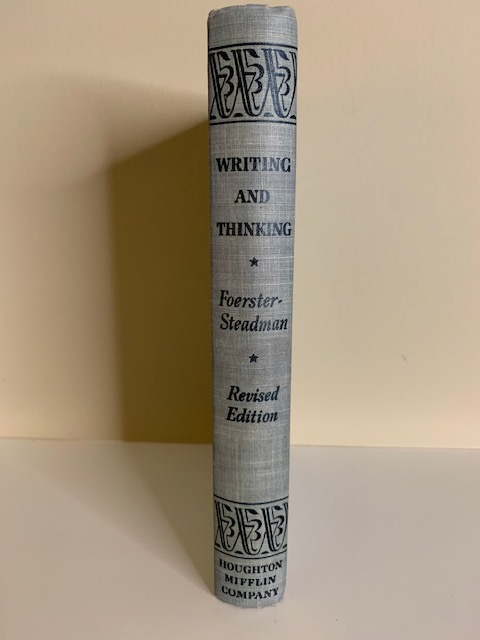 WRITING
AND
THINKING
Foerster-
Steadman
Revised
Edition
HOUGHTON
MIFFLIN
COMPANY